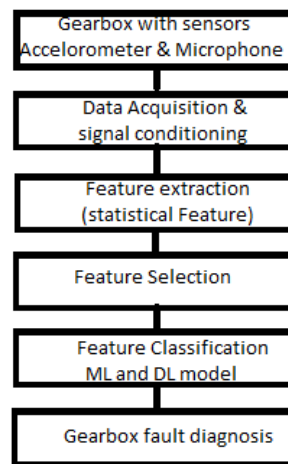 Gearbox with sensors
Accelorometer & Microphone
Data Acquisition &
signal conditioning
Feature extraction
(statistical Feature)
Feature Selection
Feature Classification
ML and DL model
Gearbox fault diagnosis